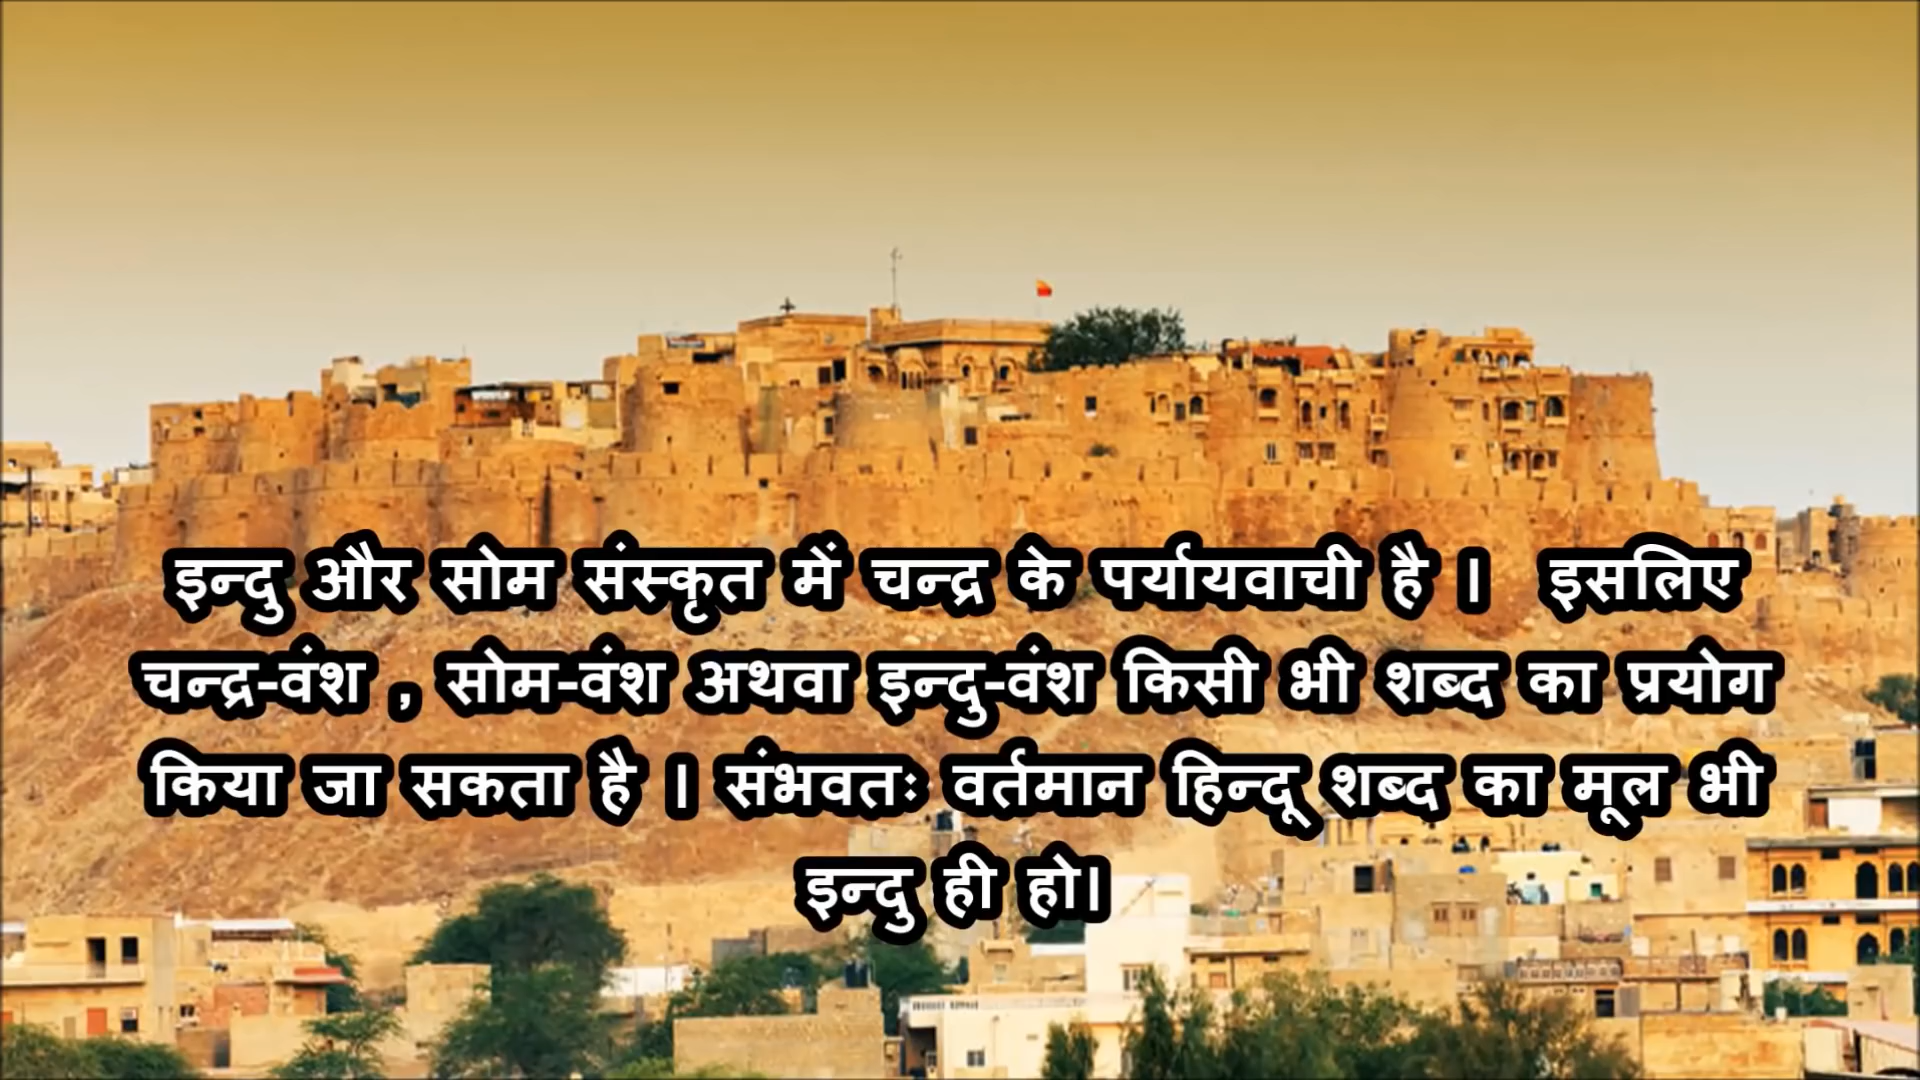 इन्दु और सोम संस्कृत में चन्द्र के पर्यायवाची है । इसलिए
चन्द्र-वंश , सोम-वंश अथवा इन्दु-वंश किसी भी शब्द का प्रयोग
किया जा सकता है । संभवतः वर्तमान हिन्दू शब्द का मूल भी
इन्दु ही हो।